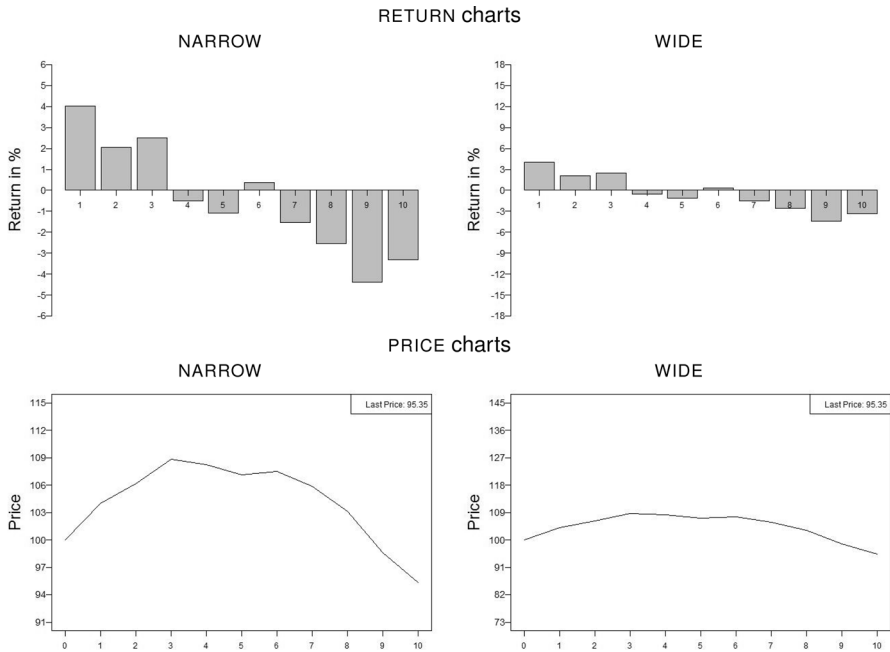 RETURN charts
NARROW
WIDE
Return in %
6
5
4
3
2
1
0
-1
-2
-3
-4
-5
-6
1 2 3 4 5 6 7 8 9 10
Return in %
18
15
12
9
6
3
0
-3
-6
-9
-12
-15
-18
1 2 3 4 5 6 7 8 9 10
PRICE charts
NARROW
WIDE
Price
115
112
109
106
103
100
97
94
91
Last Price: 95.35
0 1 2 3 4 5 6 7 8 9 10
Price
145
136
127
118
109
100
91
82
73
Last Price: 95.35
0 1 2 3 4 5 6 7 8 9 10